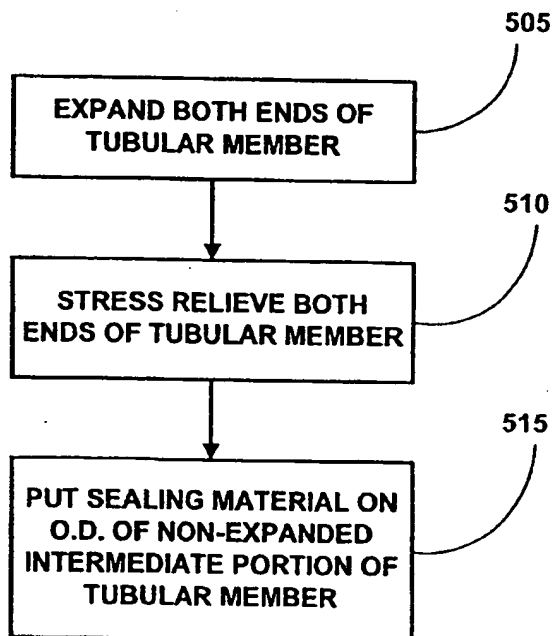 505
EXPAND BOTH ENDS OF
TUBULAR MEMBER
510
STRESS RELIEVE BOTH
ENDS OF TUBULAR MEMBER
515
PUT SEALING MATERIAL ON
O.D. OF NON-EXPANDED
INTERMEDIATE PORTION OF
TUBULAR MEMBER